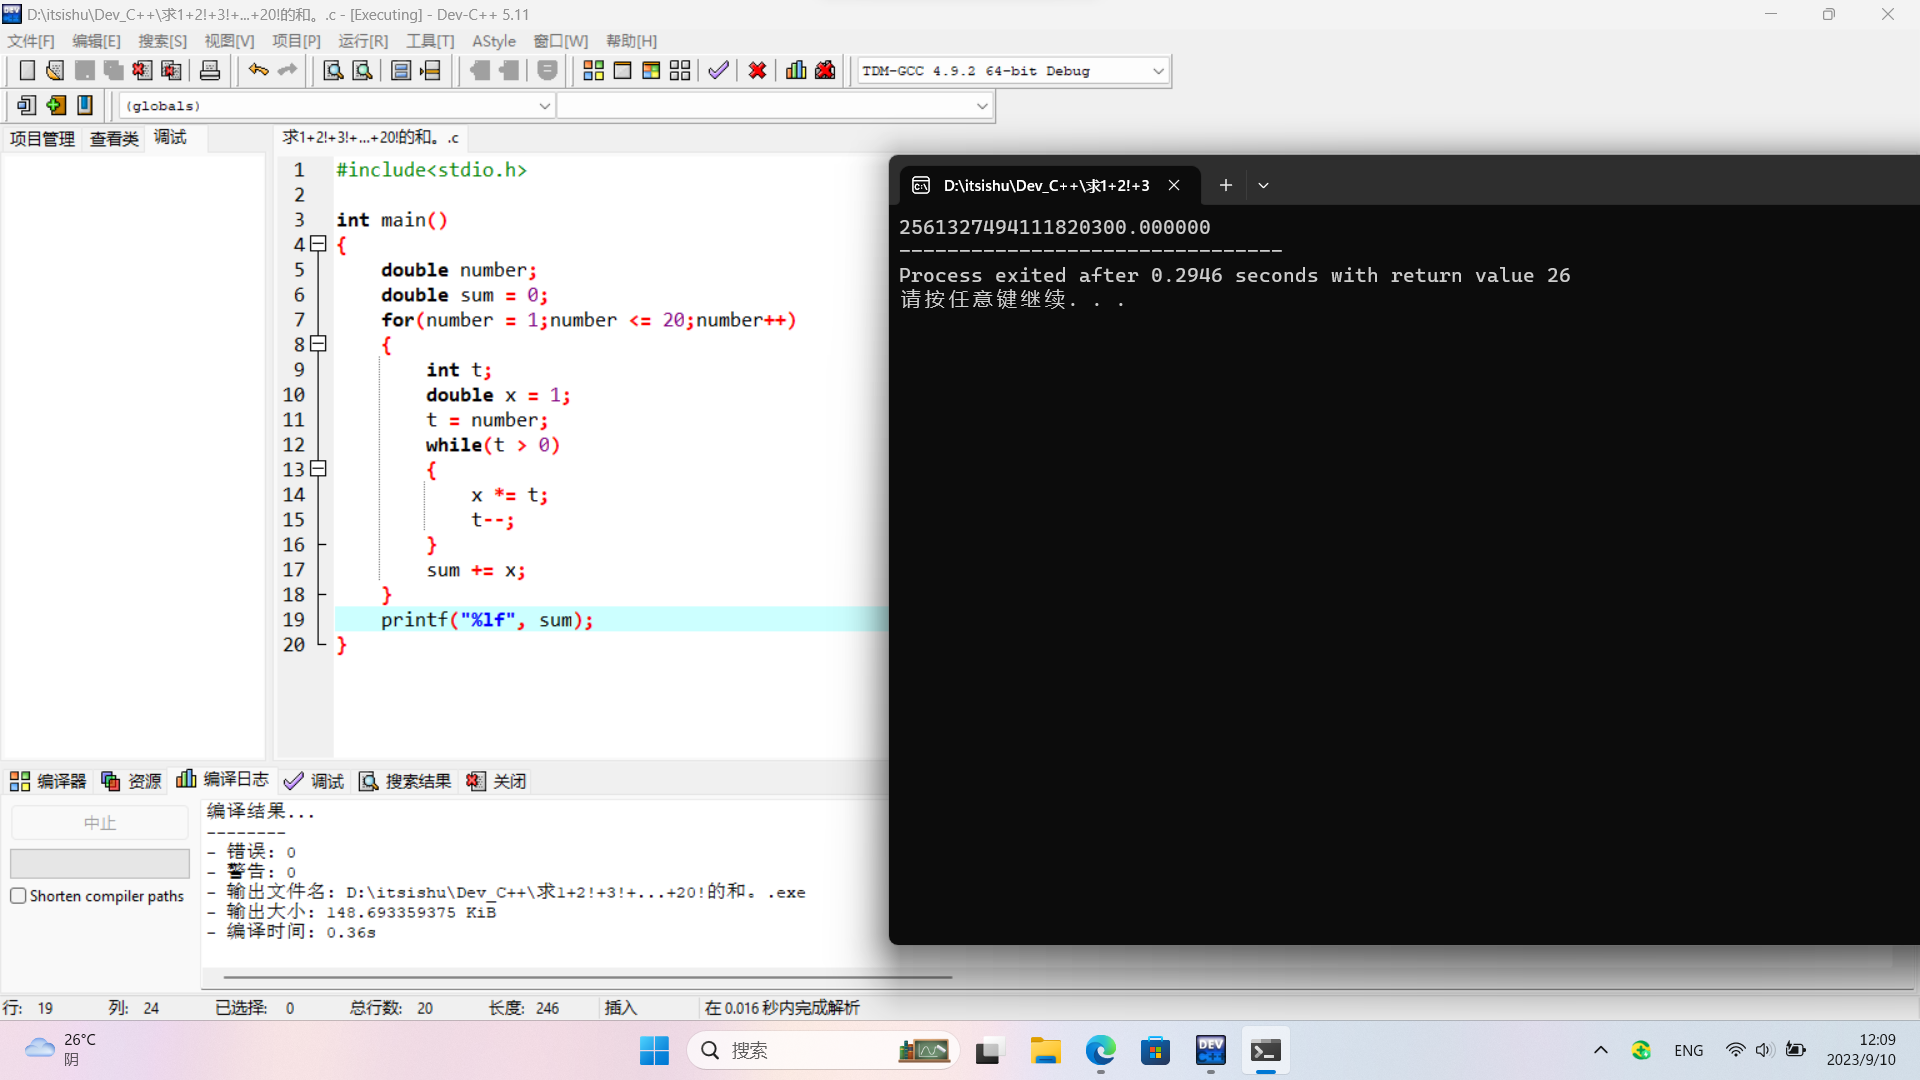 D:\itsishu\Dev_C++\求1+2!+3!+...+20!的和。.c - [Executing] - Dev-C++ 5.11
文件[F] 编辑[E] 搜索[S] 视图[V] 项目[P] 运行[R] 工具[T] AStyle 窗口[W] 帮助[H]
TDM-GCC 4.9.2 64-bit Debug
(globals)
项目管理 查看类 调试
求1+2!+3!+...+20!的和。.c
1 #include<stdio.h>
2
3 int main()
4 {
5 double number;
6 double sum = 0;
7 for(number = 1;number <= 20;number++)
8 {
9 int t;
10 double x = 1;
11 t = number;
12 while(t > 0)
13 {
14 x *= t;
15 t--;
16 }
17 sum += x;
18 }
19 printf("%lf", sum);
20 }
D:\itsishu\Dev_C++\求1+2!+3
2561327494111820300.000000
--------------------------------
Process exited after 0.2946 seconds with return value 26
请按任意键继续. . .
编译器 资源 编译日志 调试 搜索结果 关闭
中止
Shorten compiler paths
编译结果...
--------
- 错误: 0
- 警告: 0
- 输出文件名: D:\itsishu\Dev_C++\求1+2!+3!+...+20!的和。.exe
- 输出大小: 148.693359375 KiB
- 编译时间: 0.36s
行: 19 列: 24 已选择: 0 总行数: 20 长度: 246 插入 在 0.016 秒内完成解析
26°C
阴
搜索
DEV
C++
ENG
12:09
2023/9/10